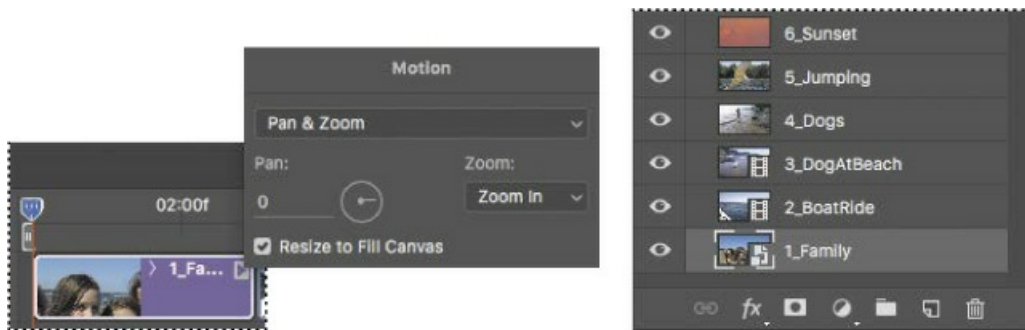 Motion
Pan & Zoom
Pan:
Zoom:
0
Zoom In
Resize to Fill Canvas
02:00f
1_Fa...
6_Sunset
5_Jumping
4_Dogs
3_DogAtBeach
2_BoatRide
1_Family
fx